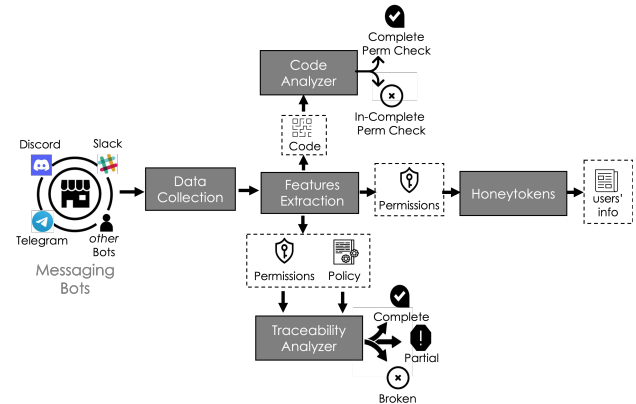 Complete
Perm Check
Code
Analyzer
In-Complete
Perm Check
Code
Discord
Slack
Data
Collection
Features
Extraction
Permissions
Honeytokens
users'
info
Telegram
other
Bots
Messaging
Bots
Permissions
Policy
Traceability
Analyzer
Complete
Partial
Broken